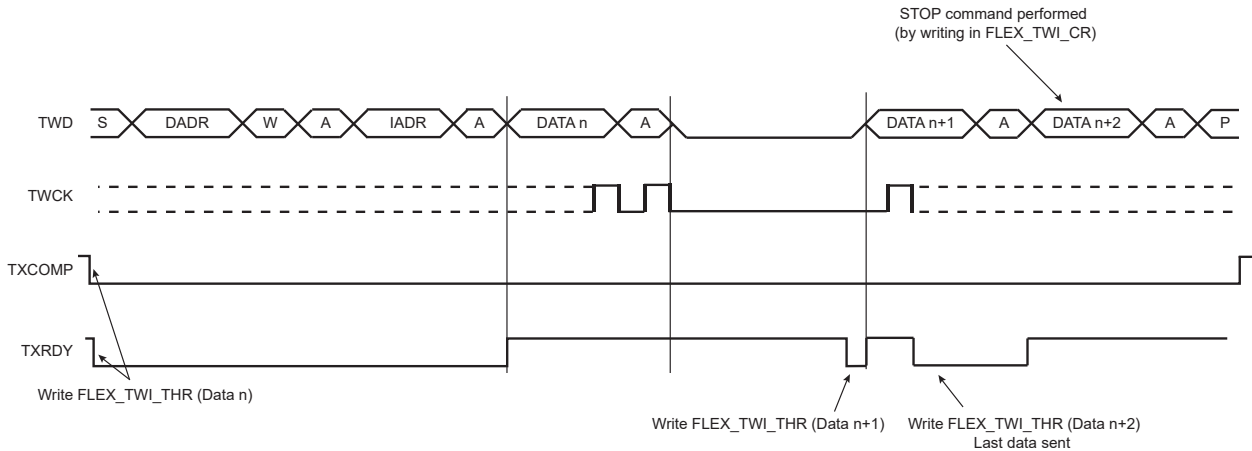 STOP command performed
(by writing in FLEX_TWI_CR)
TWD S DADR W A IADR A DATA n A DATA n+1 A DATA n+2 A P
TWCK
TXCOMP
TXRDY
Write FLEX_TWI_THR (Data n)
Write FLEX_TWI_THR (Data n+1) Write FLEX_TWI_THR (Data n+2)
Last data sent